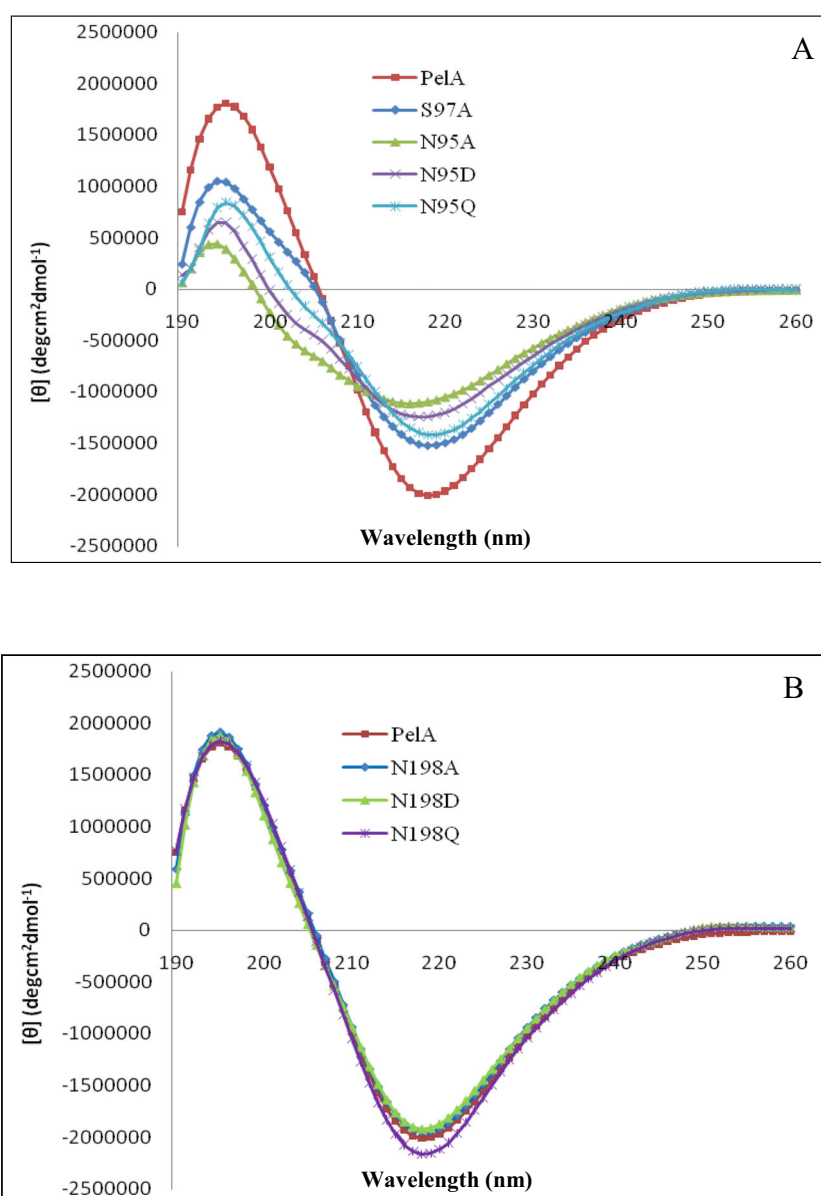 A
2500000
2000000
1500000
1000000
500000
0
-500000
-1000000
-1500000
-2000000
-2500000
[θ] (degcm²dmol⁻¹)
PelA
S97A
N95A
N95D
N95Q
190 200 210 220 230 240 250 260
Wavelength (nm)
B
2500000
2000000
1500000
1000000
500000
0
-500000
-1000000
-1500000
-2000000
-2500000
[θ] (degcm²dmol⁻¹)
PelA
N198A
N198D
N198Q
190 200 210 220 230 240 250 260
Wavelength (nm)